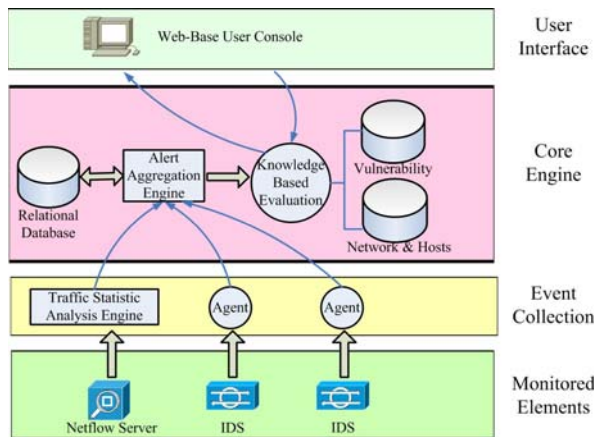 Web-Base User Console
User
Interface
Alert
Aggregation
Engine
Knowledge
Based
Evaluation
Vulnerability
Relational
Database
Network & Hosts
Core
Engine
Traffic Statistic
Analysis Engine
Agent
Agent
Event
Collection
Netflow Server
IDS
IDS
Monitored
Elements